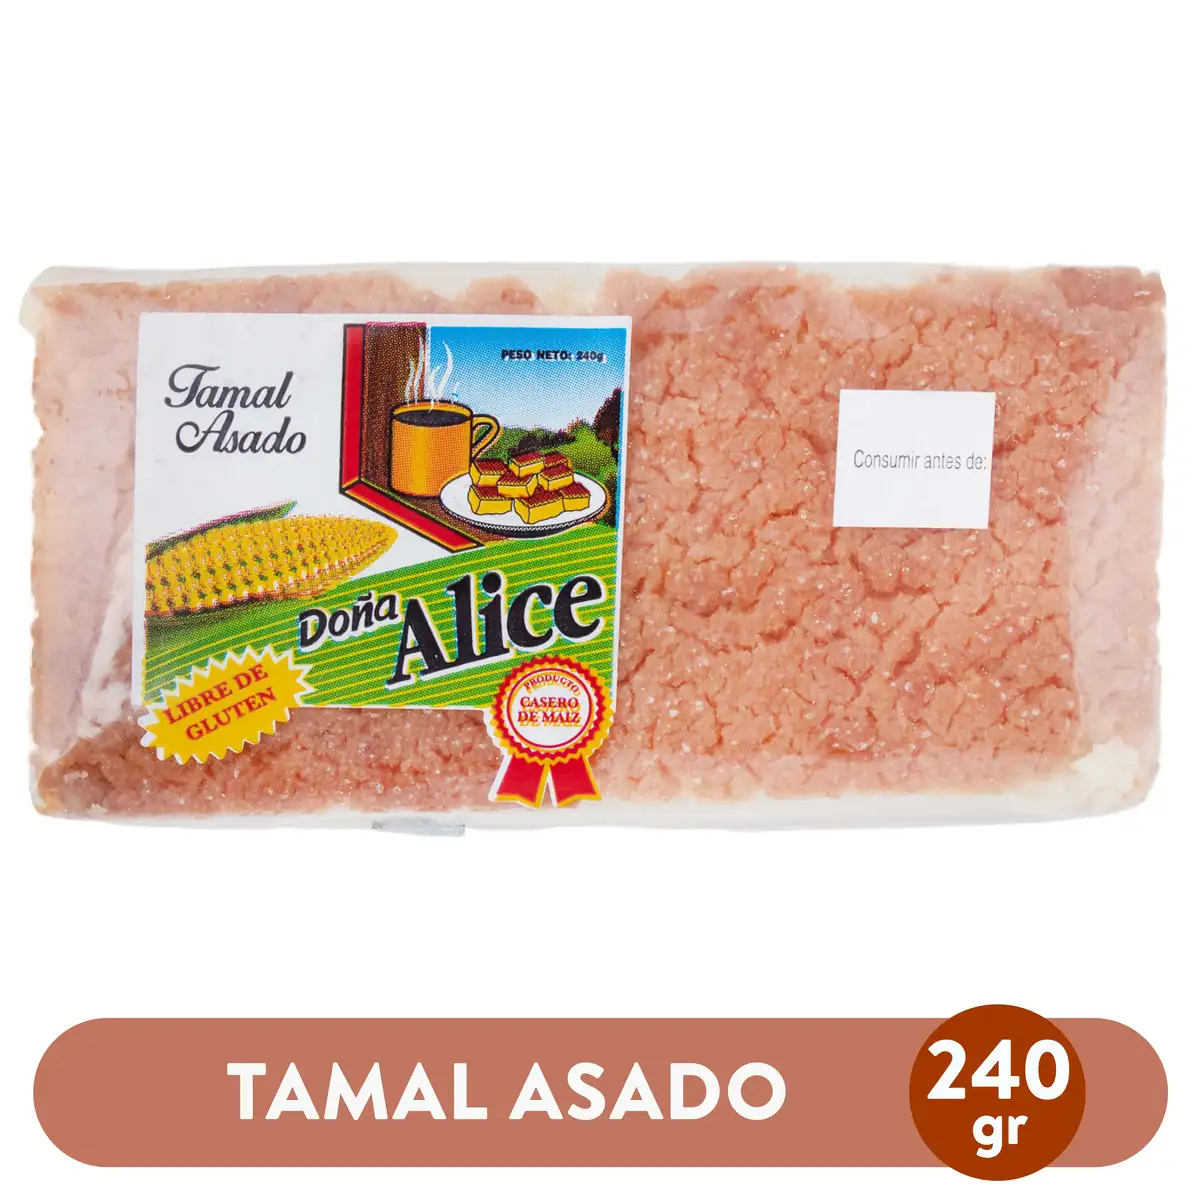 Tamal
Asado
PESO NETO: 240g
Consumir antes de:
Doña
Alice
LIBRE DE
GLUTEN
PRODUCTO:
CASERO
DE MAIZ
TAMAL ASADO
240
gr